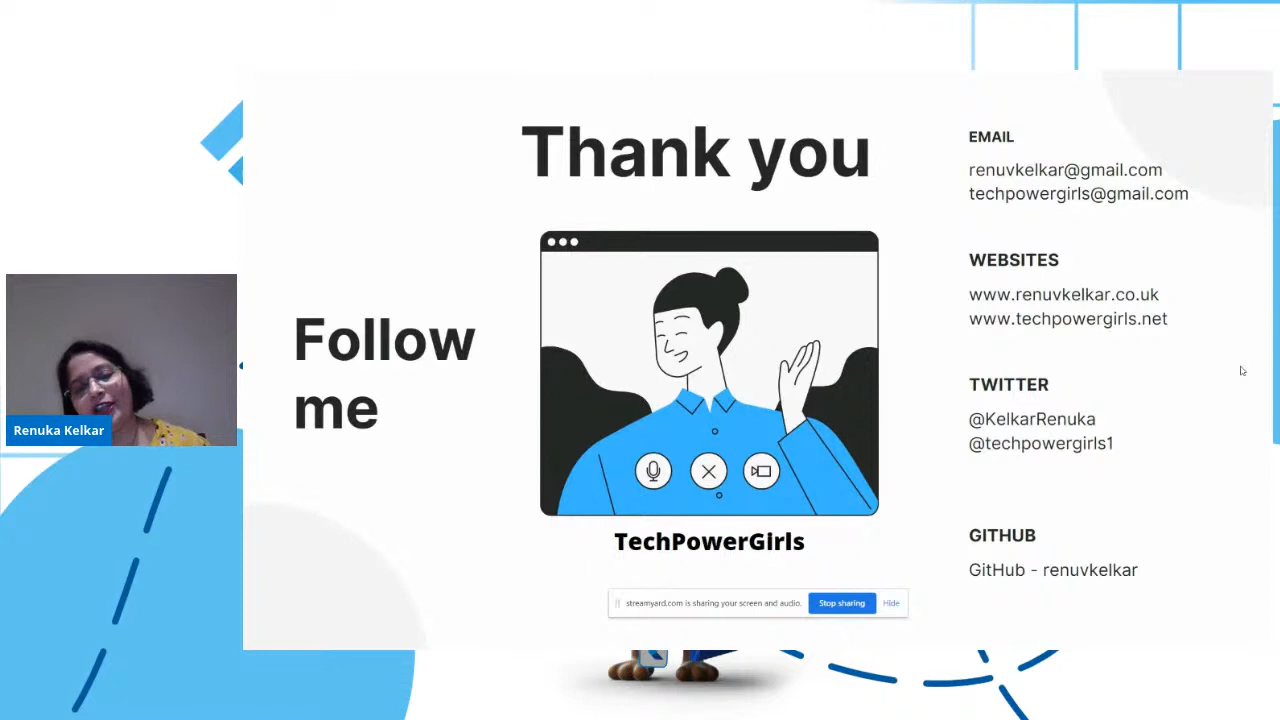 Thank you
Follow
me
TechPowerGirls
EMAIL
renuvkelkar@gmail.com
techpowergirls@gmail.com
WEBSITES
www.renuvkelkar.co.uk
www.techpowergirls.net
TWITTER
@KelkarRenuka
@techpowergirls1
GITHUB
GitHub - renuvkelkar
Renuka Kelkar
streamyard.com is sharing your screen and audio. Stop sharing Hide